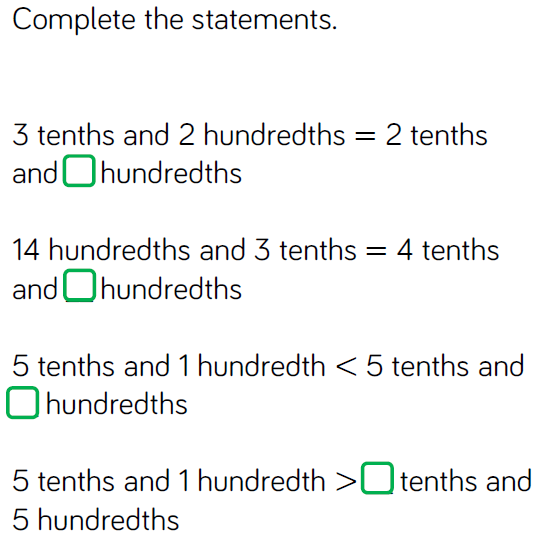 Complete the statements.
3 tenths and 2 hundredths = 2 tenths
and □ hundredths
14 hundredths and 3 tenths = 4 tenths
and □ hundredths
5 tenths and 1 hundredth < 5 tenths and
□ hundredths
5 tenths and 1 hundredth > □ tenths and
5 hundredths